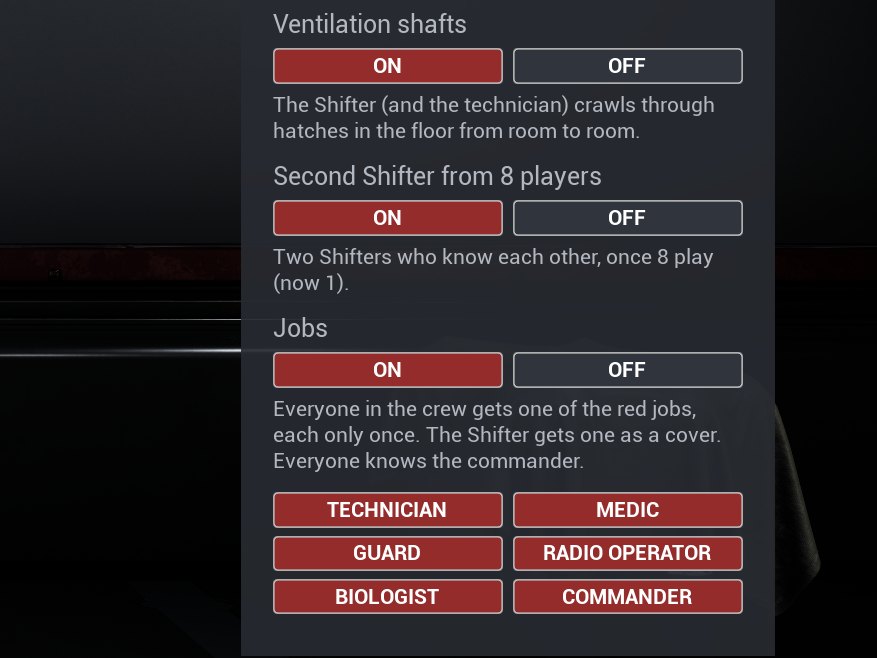 Ventilation shafts
ON OFF
The Shifter (and the technician) crawls through
hatches in the floor from room to room.
Second Shifter from 8 players
ON OFF
Two Shifters who know each other, once 8 play
(now 1).
Jobs
ON OFF
Everyone in the crew gets one of the red jobs,
each only once. The Shifter gets one as a cover.
Everyone knows the commander.
TECHNICIAN MEDIC
GUARD RADIO OPERATOR
BIOLOGIST COMMANDER